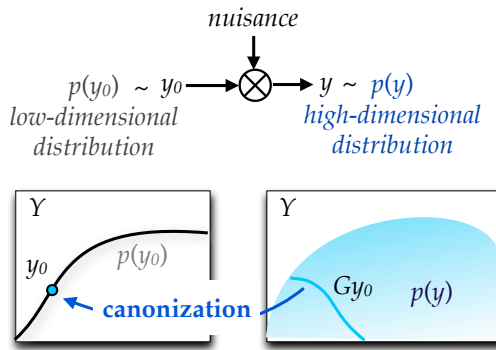 nuisance
p(y₀) ~ y₀ ⊗ y ~ p(y)
low-dimensional distribution
high-dimensional distribution
Y
y₀
p(y₀)
canonization
Y
Gy₀
p(y)